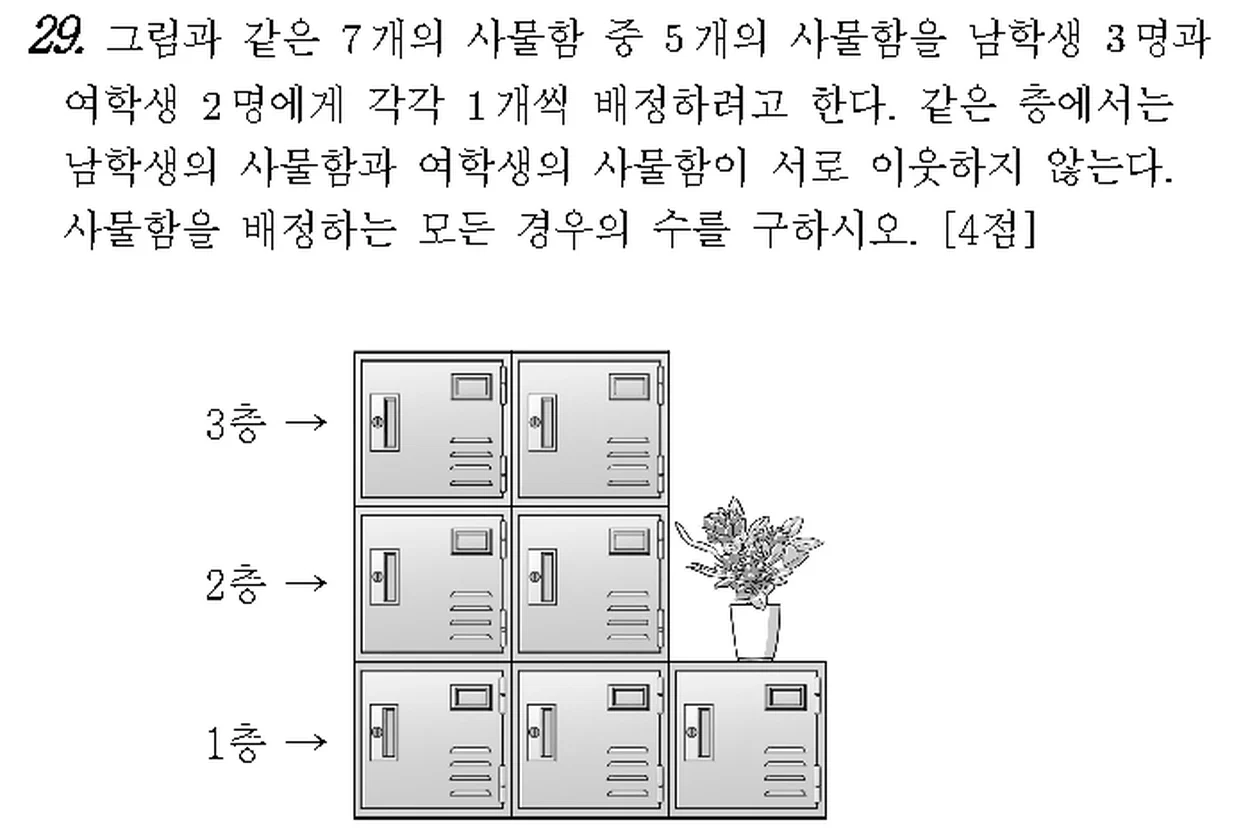 29. 그림과 같은 7개의 사물함 중 5개의 사물함을 남학생 3명과
여학생 2명에게 각각 1개씩 배정하려고 한다. 같은 층에서는
남학생의 사물함과 여학생의 사물함이 서로 이웃하지 않는다.
사물함을 배정하는 모든 경우의 수를 구하시오. [4점]
3층 →
2층 →
1층 →